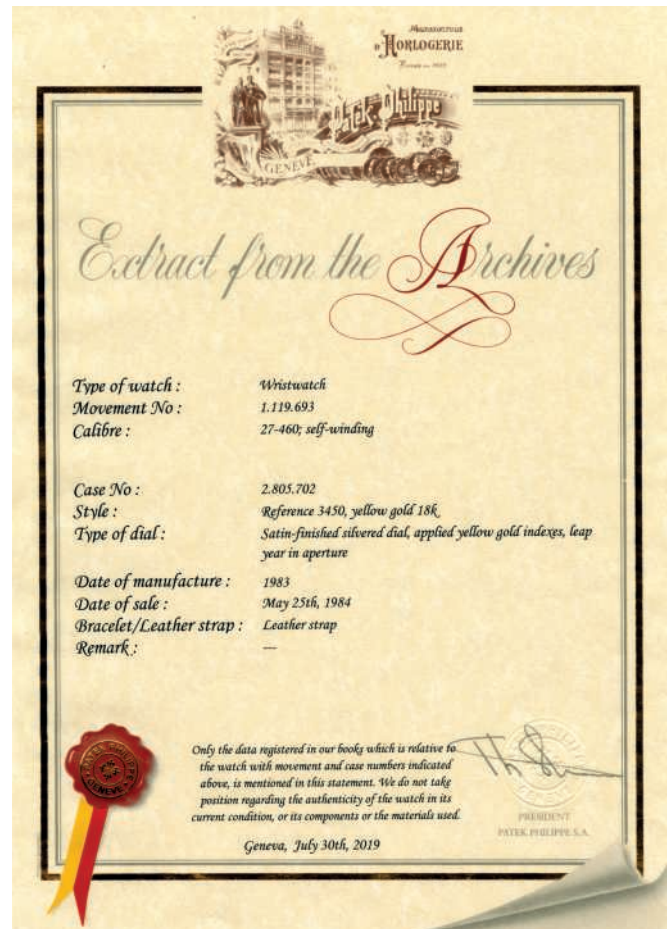 Manufacture
D'HORLOGERIE
Patek Philippe
GENÈVE
Extract from the Archives
Type of watch : Wristwatch
Movement No : 1.119.693
Calibre : 27-460; self-winding
Case No : 2.805.702
Style : Reference 3450, yellow gold 18k
Type of dial : Satin-finished silvered dial, applied yellow gold indexes, leap
year in aperture
Date of manufacture : 1983
Date of sale : May 25th, 1984
Bracelet/Leather strap : Leather strap
Remark : ---
PATEK PHILIPPE
GENEVE
Only the data registered in our books which is relative to
the watch with movement and case numbers indicated
above, is mentioned in this statement. We do not take
position regarding the authenticity of the watch in its
current condition, or its components or the materials used.
Geneva, July 30th, 2019
PRESIDENT
PATEK PHILIPPE S.A.